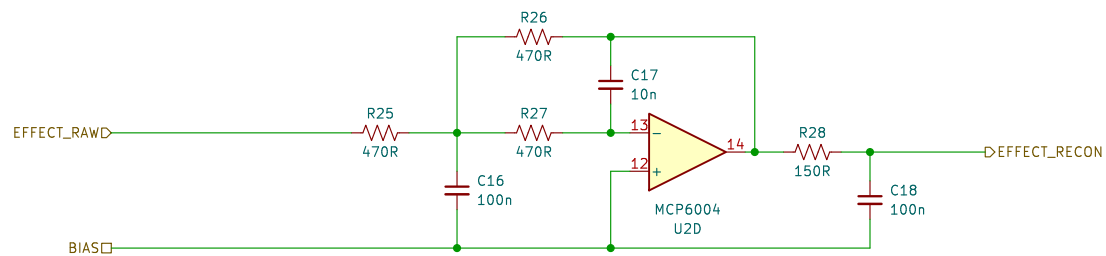 R26
470R
C17
10n
EFFECT_RAW
R25
470R
R27
470R
13
12
14
R28
150R
EFFECT_RECON
C16
100n
MCP6004
U2D
C18
100n
BIAS